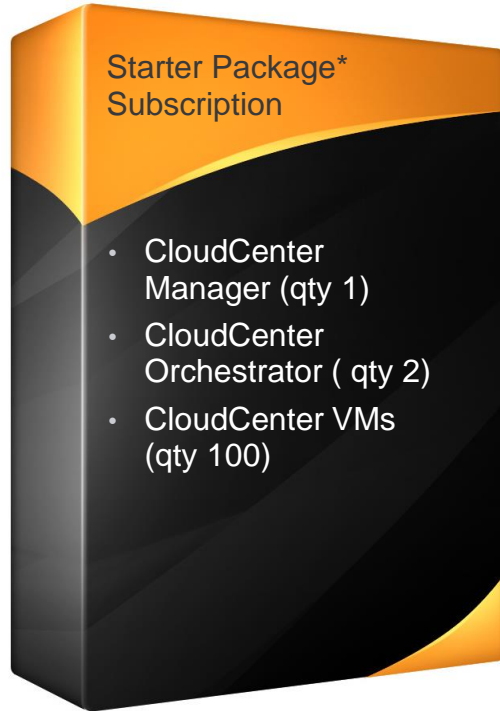 Starter Package*
Subscription
• CloudCenter
Manager (qty 1)
• CloudCenter
Orchestrator ( qty 2)
• CloudCenter VMs
(qty 100)